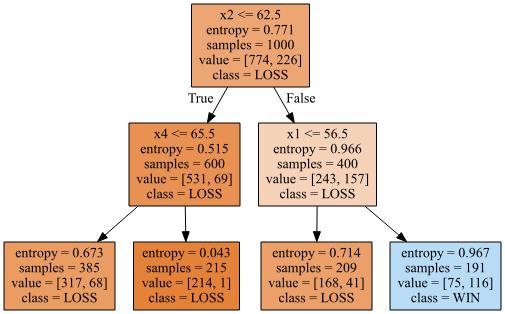 x2 <= 62.5
entropy = 0.771
samples = 1000
value = [774, 226]
class = LOSS
True
False
x4 <= 65.5
entropy = 0.515
samples = 600
value = [531, 69]
class = LOSS
x1 <= 56.5
entropy = 0.966
samples = 400
value = [243, 157]
class = LOSS
entropy = 0.673
samples = 385
value = [317, 68]
class = LOSS
entropy = 0.043
samples = 215
value = [214, 1]
class = LOSS
entropy = 0.714
samples = 209
value = [168, 41]
class = LOSS
entropy = 0.967
samples = 191
value = [75, 116]
class = WIN